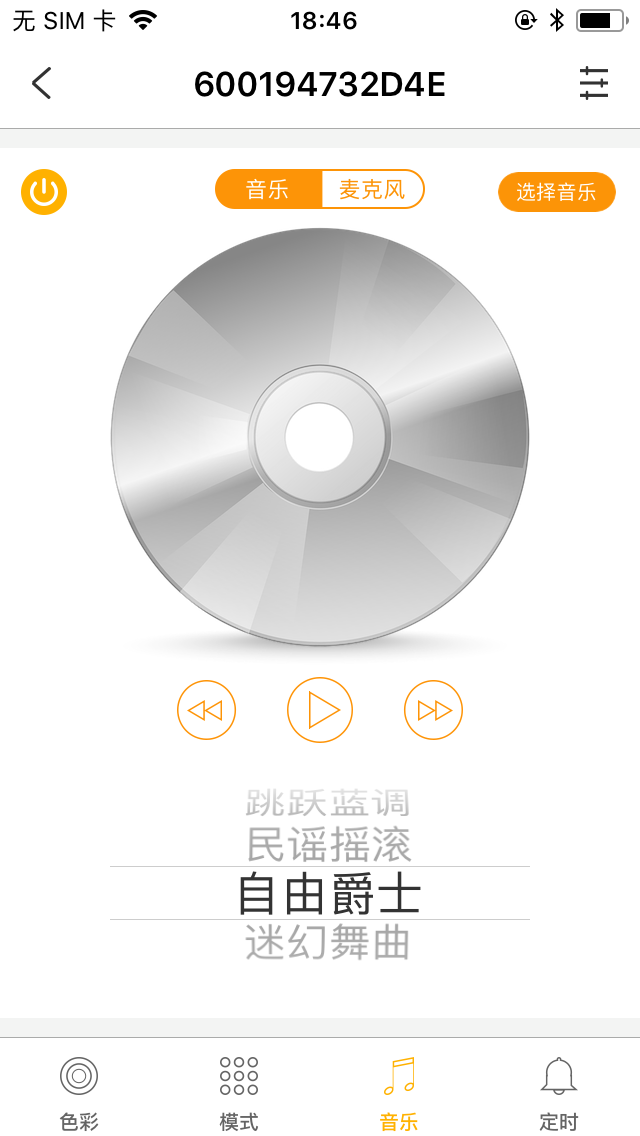 无 SIM 卡 18:46
600194732D4E
音乐 麦克风 选择音乐
跳跃蓝调
民谣摇滚
自由爵士
迷幻舞曲
色彩 模式 音乐 定时